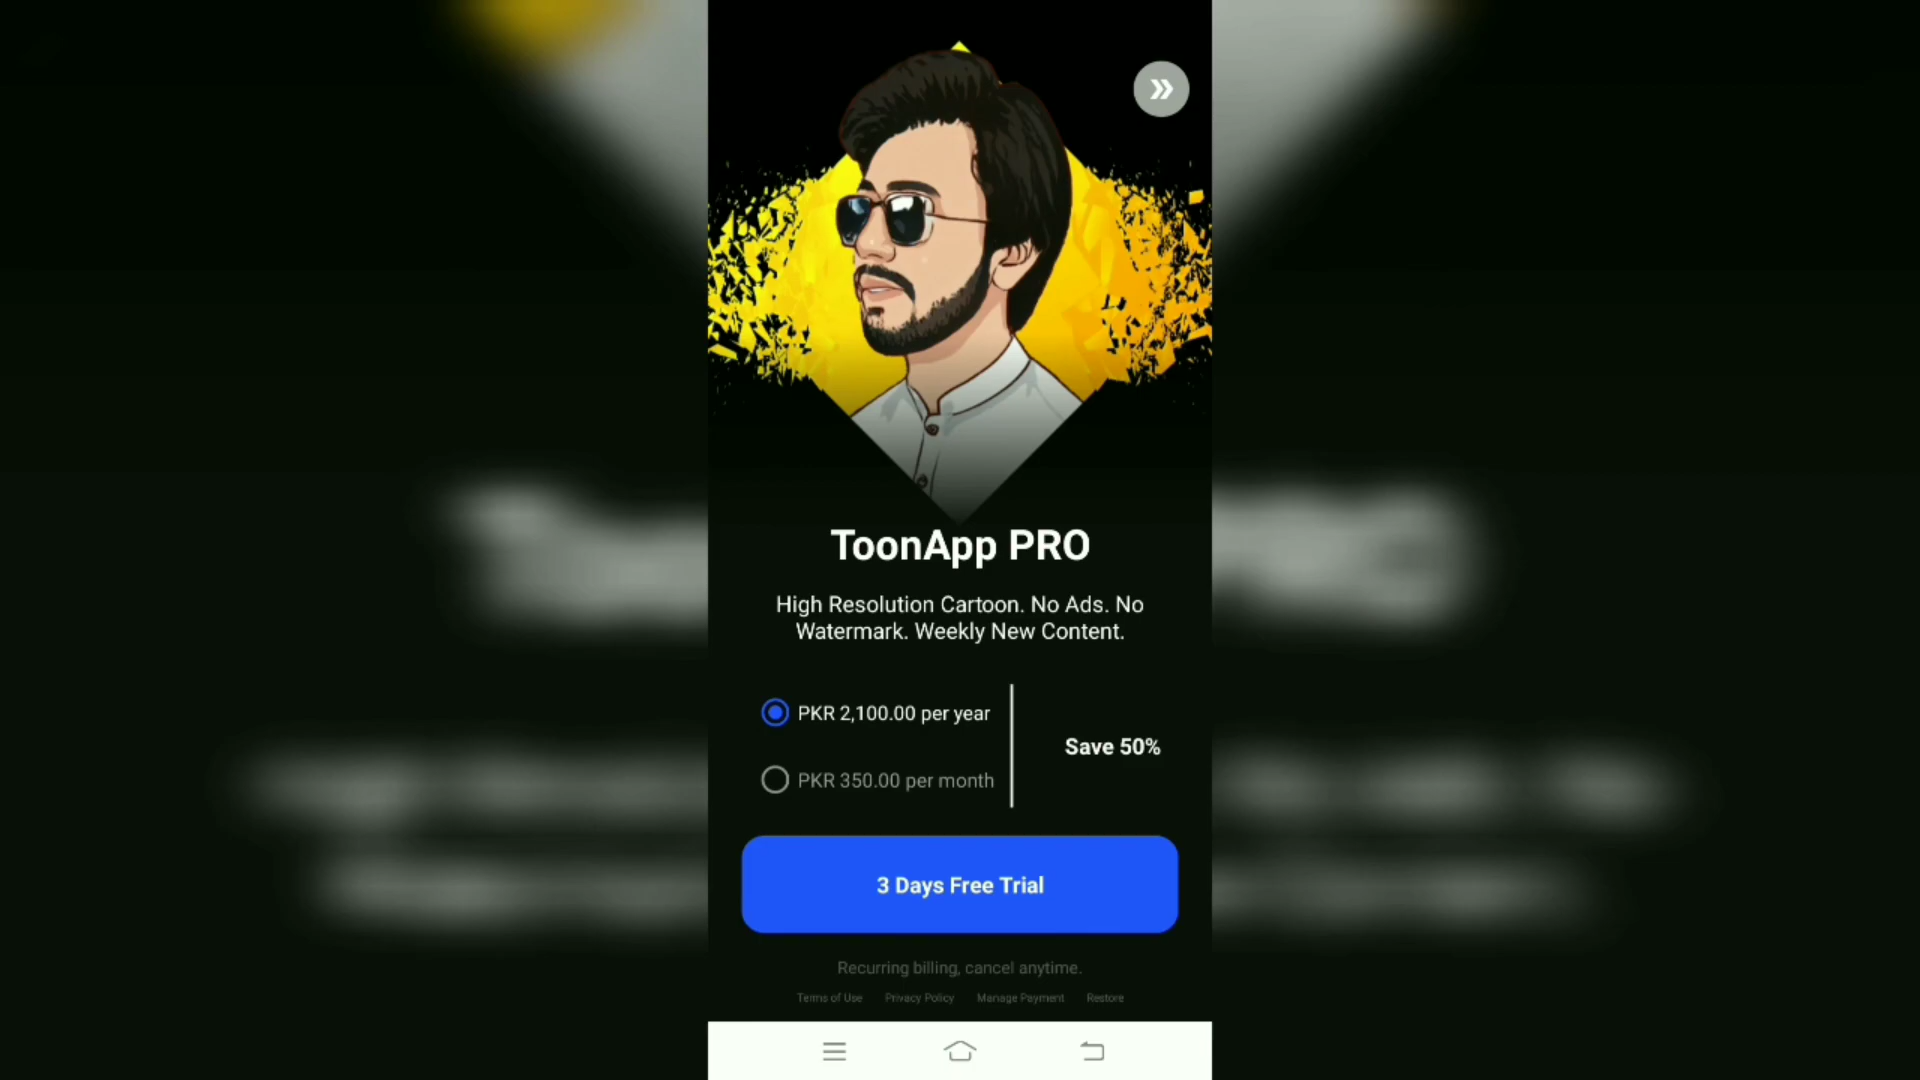 ToonApp PRO
High Resolution Cartoon. No Ads. No
Watermark. Weekly New Content.
PKR 2,100.00 per year
PKR 350.00 per month
Save 50%
3 Days Free Trial
Recurring billing, cancel anytime.
Terms of Use Privacy Policy Manage Payment Restore